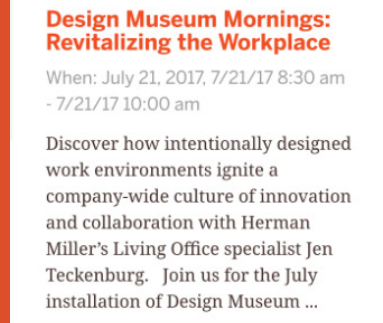 Design Museum Mornings:
Revitalizing the Workplace
When: July 21, 2017, 7/21/17 8:30 am
- 7/21/17 10:00 am
Discover how intentionally designed
work environments ignite a
company-wide culture of innovation
and collaboration with Herman
Miller’s Living Office specialist Jen
Teckenburg.   Join us for the July
installation of Design Museum ...